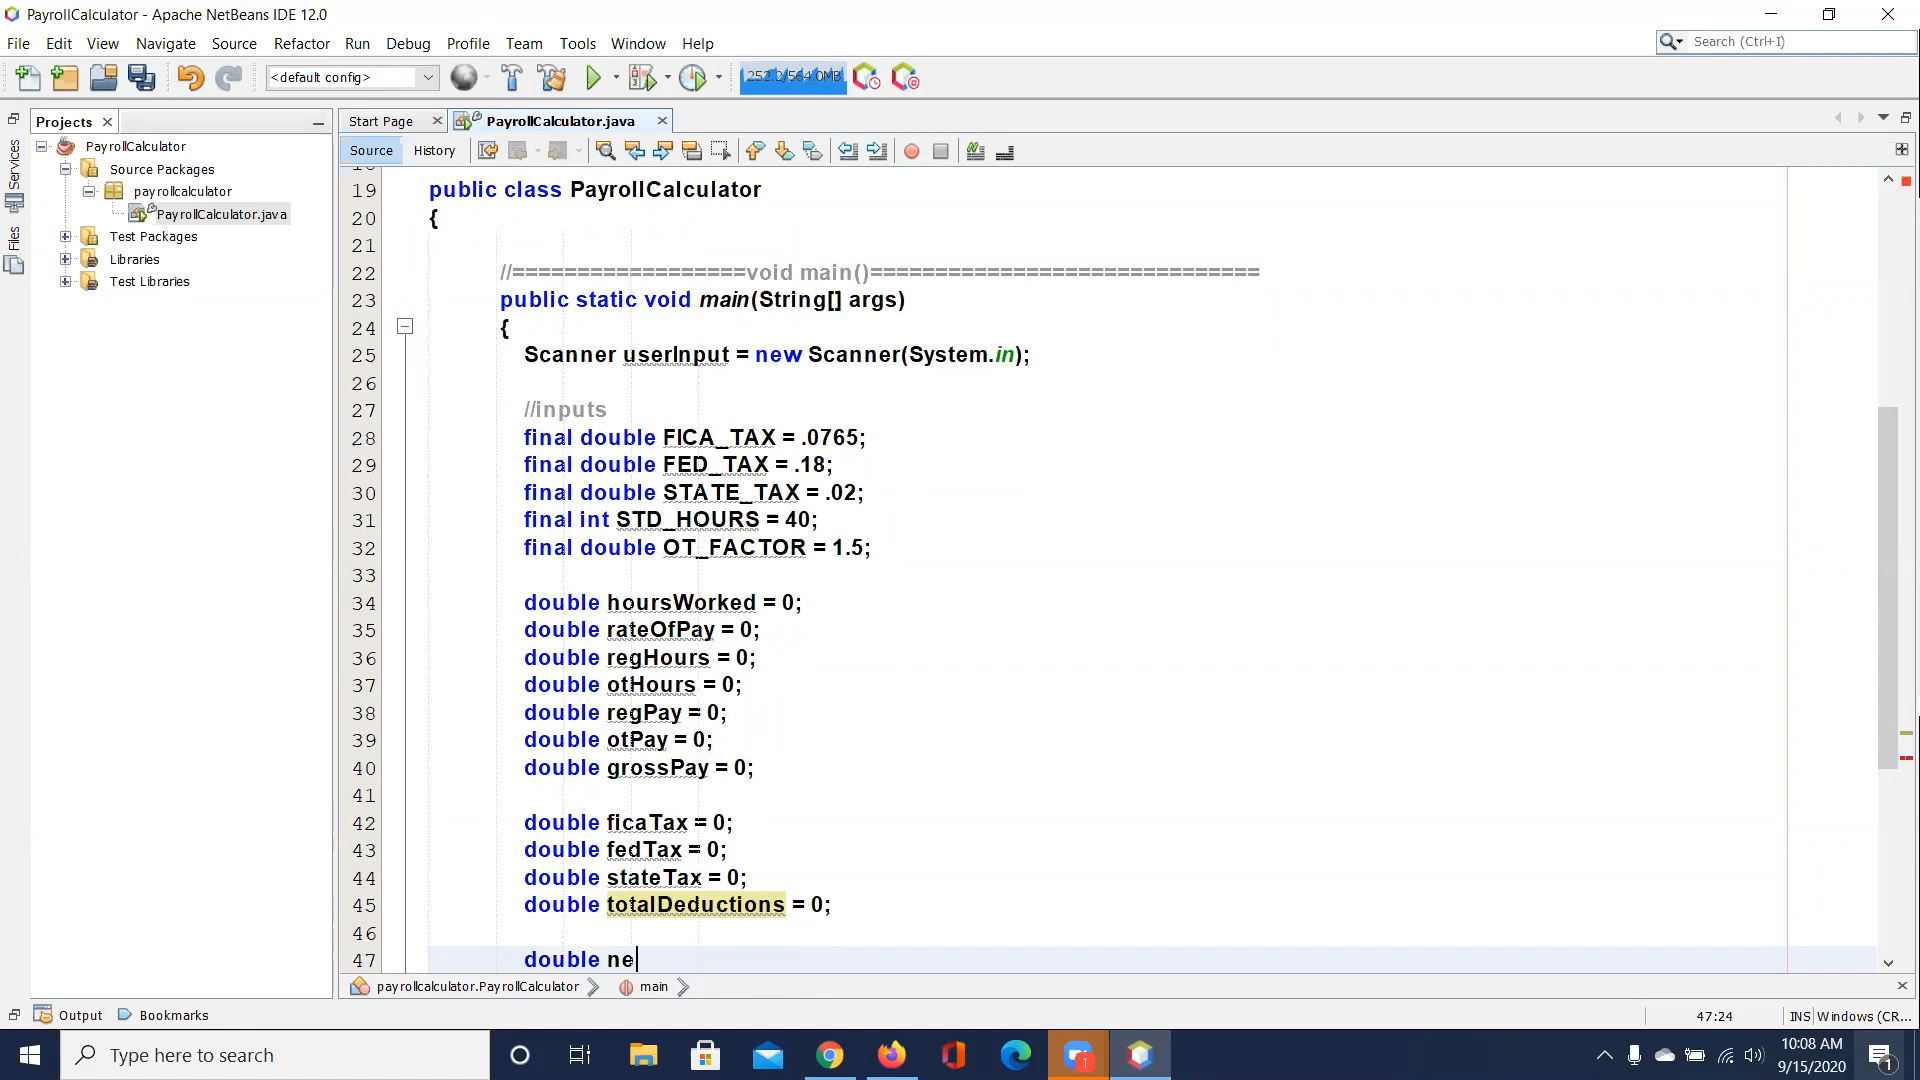 PayrollCalculator - Apache NetBeans IDE 12.0
File Edit View Navigate Source Refactor Run Debug Profile Team Tools Window Help
Search (Ctrl+I)
<default config>
252.2/564.0MB
Projects
Start Page
PayrollCalculator.java
Services
Files
PayrollCalculator
Source Packages
payrollcalculator
PayrollCalculator.java
Test Packages
Libraries
Test Libraries
Source History
19 public class PayrollCalculator
20 {
21
22 //==================void main()==============================
23 public static void main(String[] args)
24 {
25 Scanner userInput = new Scanner(System.in);
26
27 //inputs
28 final double FICA_TAX = .0765;
29 final double FED_TAX = .18;
30 final double STATE_TAX = .02;
31 final int STD_HOURS = 40;
32 final double OT_FACTOR = 1.5;
33
34 double hoursWorked = 0;
35 double rateOfPay = 0;
36 double regHours = 0;
37 double otHours = 0;
38 double regPay = 0;
39 double otPay = 0;
40 double grossPay = 0;
41
42 double ficaTax = 0;
43 double fedTax = 0;
44 double stateTax = 0;
45 double totalDeductions = 0;
46
47 double ne
payrollcalculator.PayrollCalculator main
Output Bookmarks
47:24
INS Windows (CR...
Type here to search
1
10:08 AM
9/15/2020
1